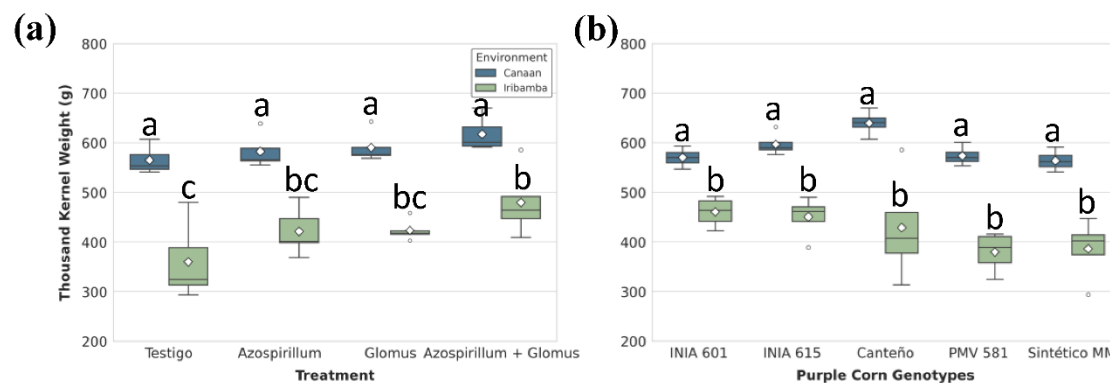 (a)
800
700
600
500
400
300
200
Thousand Kernel Weight (g)
Environment
Canaan
Iribamba
a
a
a
a
c
bc
bc
b
Testigo Azospirillum Glomus Azospirillum + Glomus
Treatment
(b)
800
700
600
500
400
300
200
a
a
a
a
a
b
b
b
b
b
INIA 601 INIA 615 Canteño PMV 581 Sintético MM
Purple Corn Genotypes